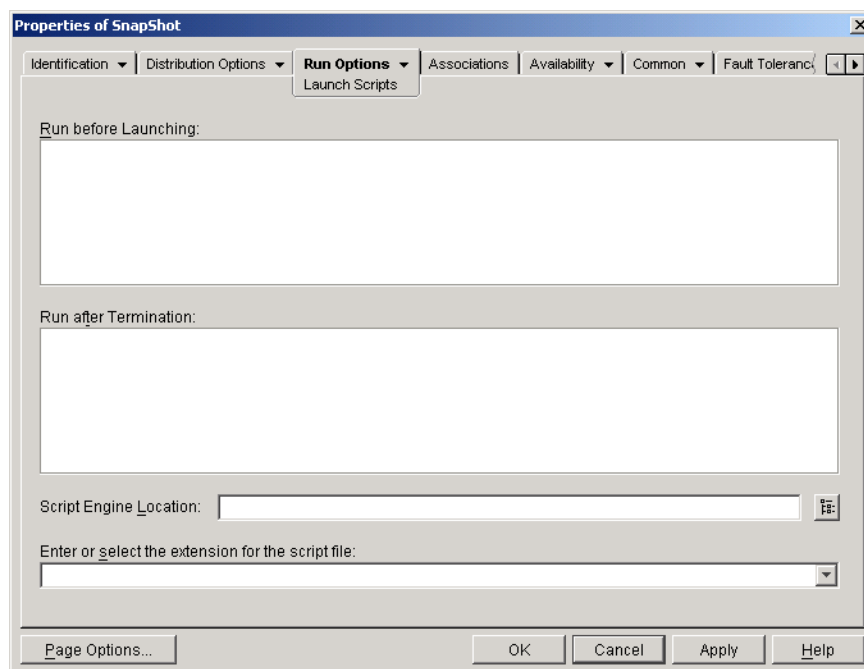 Properties of SnapShot
Identification Distribution Options Run Options Associations Availability Common Fault Toleranc
Launch Scripts
Run before Launching:
Run after Termination:
Script Engine Location:
Enter or select the extension for the script file:
Page Options... OK Cancel Apply Help